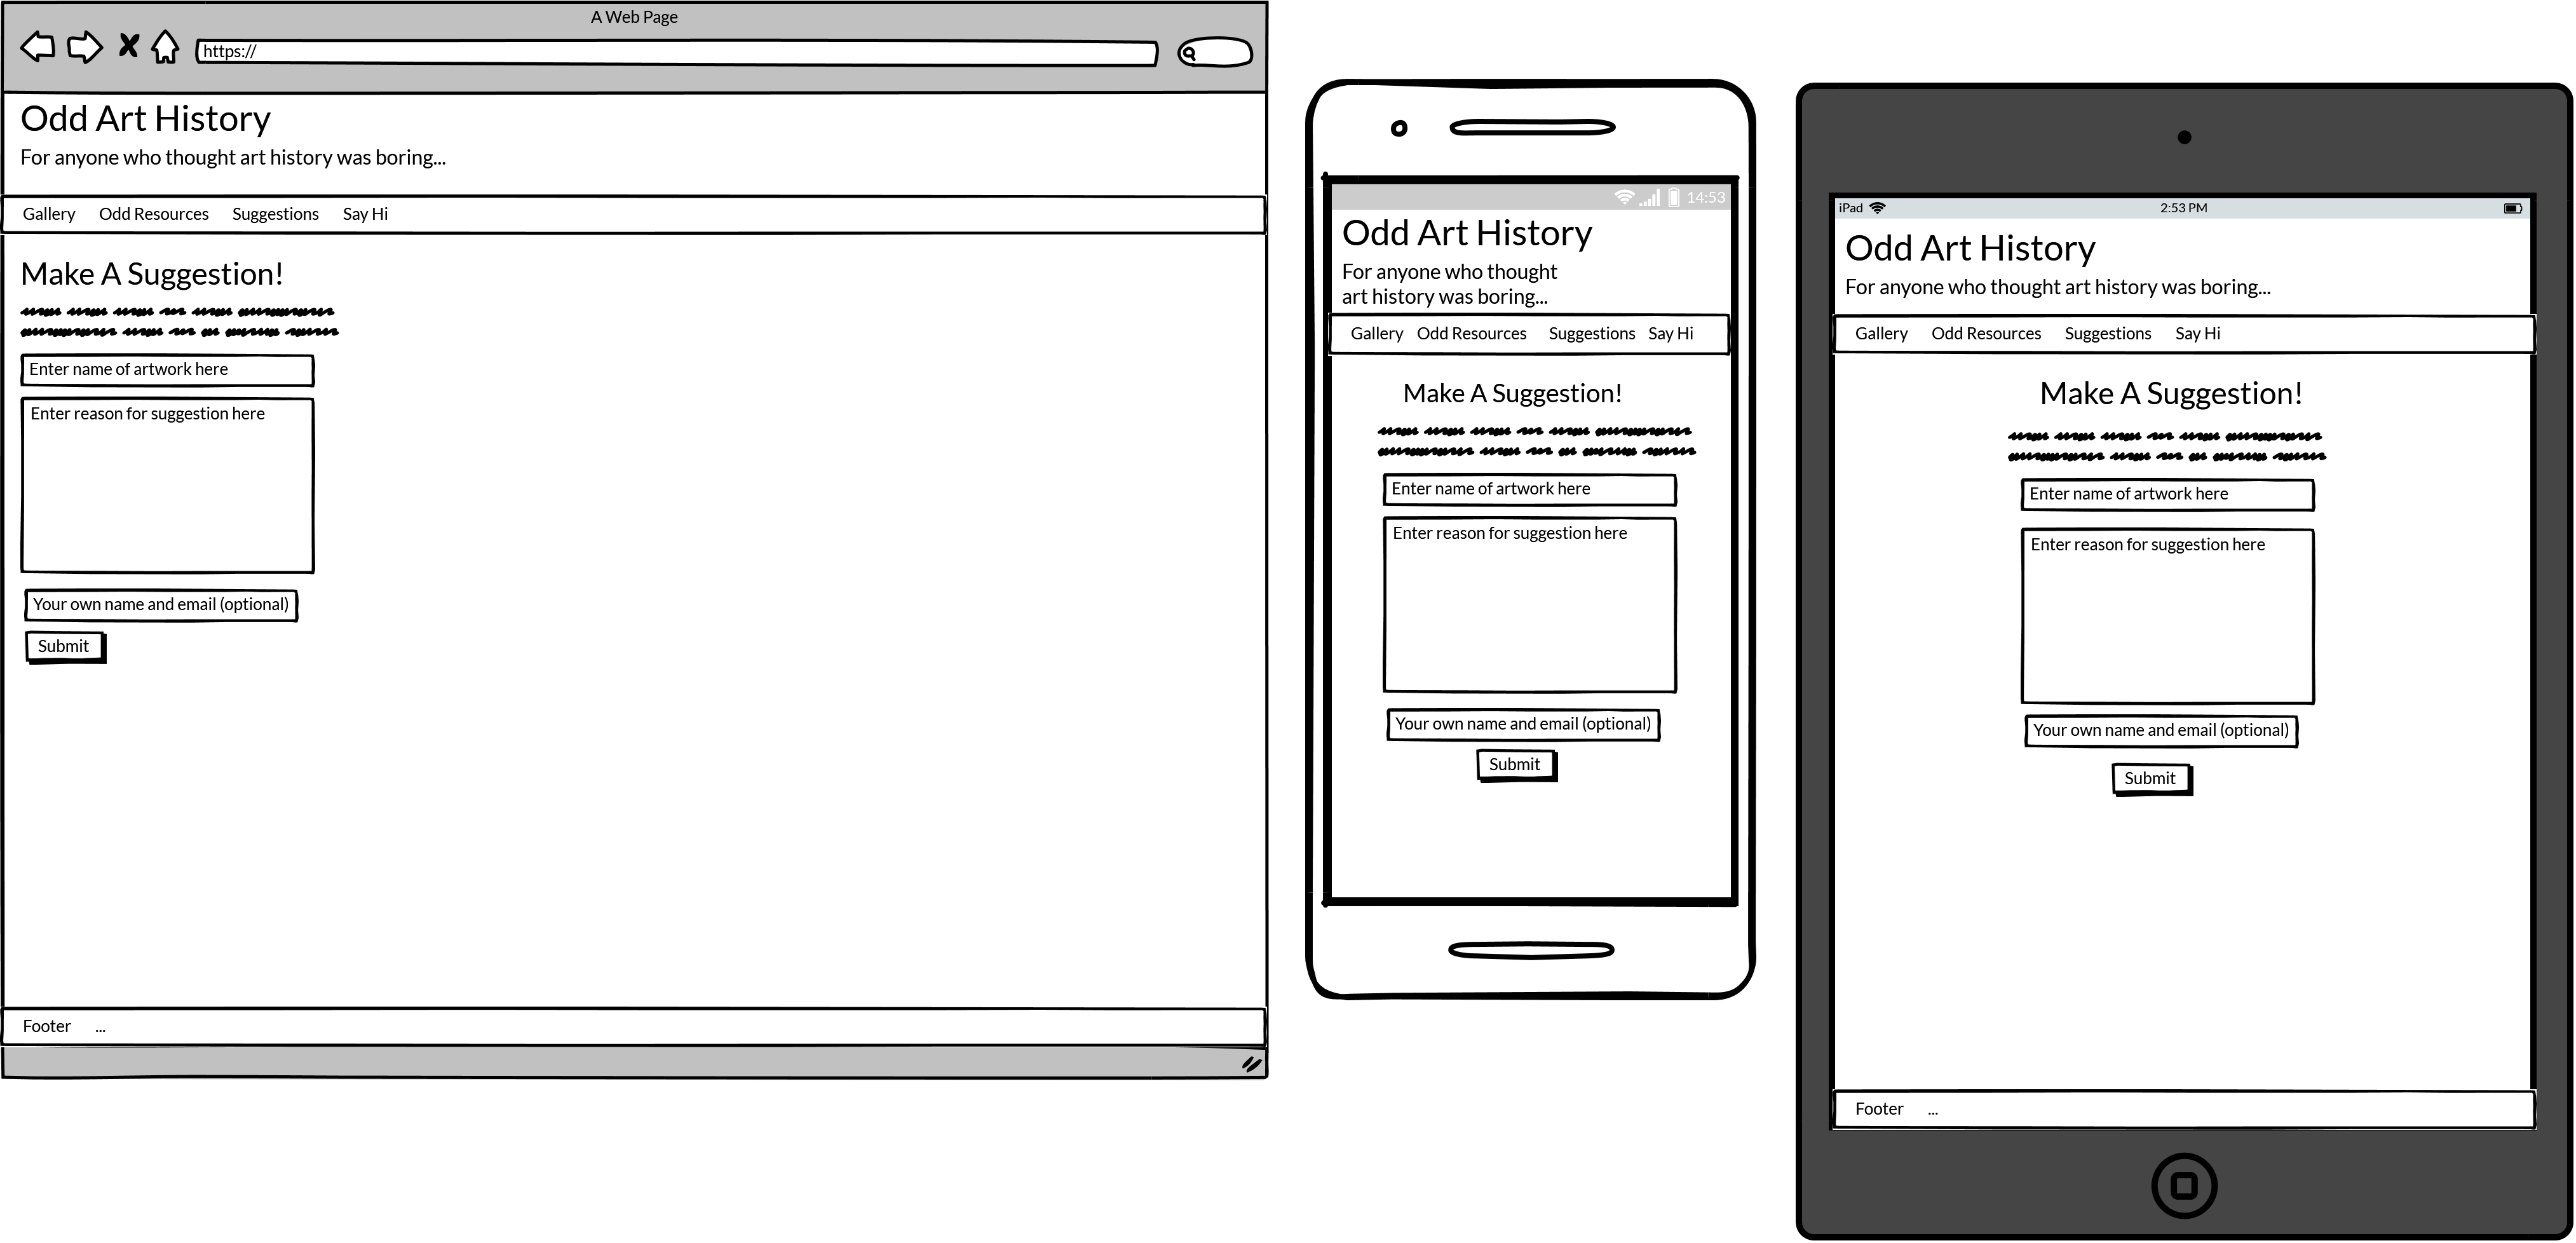 A Web Page
https://
Odd Art History
For anyone who thought art history was boring...
Gallery Odd Resources Suggestions Say Hi
Make A Suggestion!
Enter name of artwork here
Enter reason for suggestion here
Your own name and email (optional)
Submit
Footer ...
14:53
Odd Art History
For anyone who thought
art history was boring...
Gallery Odd Resources Suggestions Say Hi
Make A Suggestion!
Enter name of artwork here
Enter reason for suggestion here
Your own name and email (optional)
Submit
iPad 2:53 PM
Odd Art History
For anyone who thought art history was boring...
Gallery Odd Resources Suggestions Say Hi
Make A Suggestion!
Enter name of artwork here
Enter reason for suggestion here
Your own name and email (optional)
Submit
Footer ...